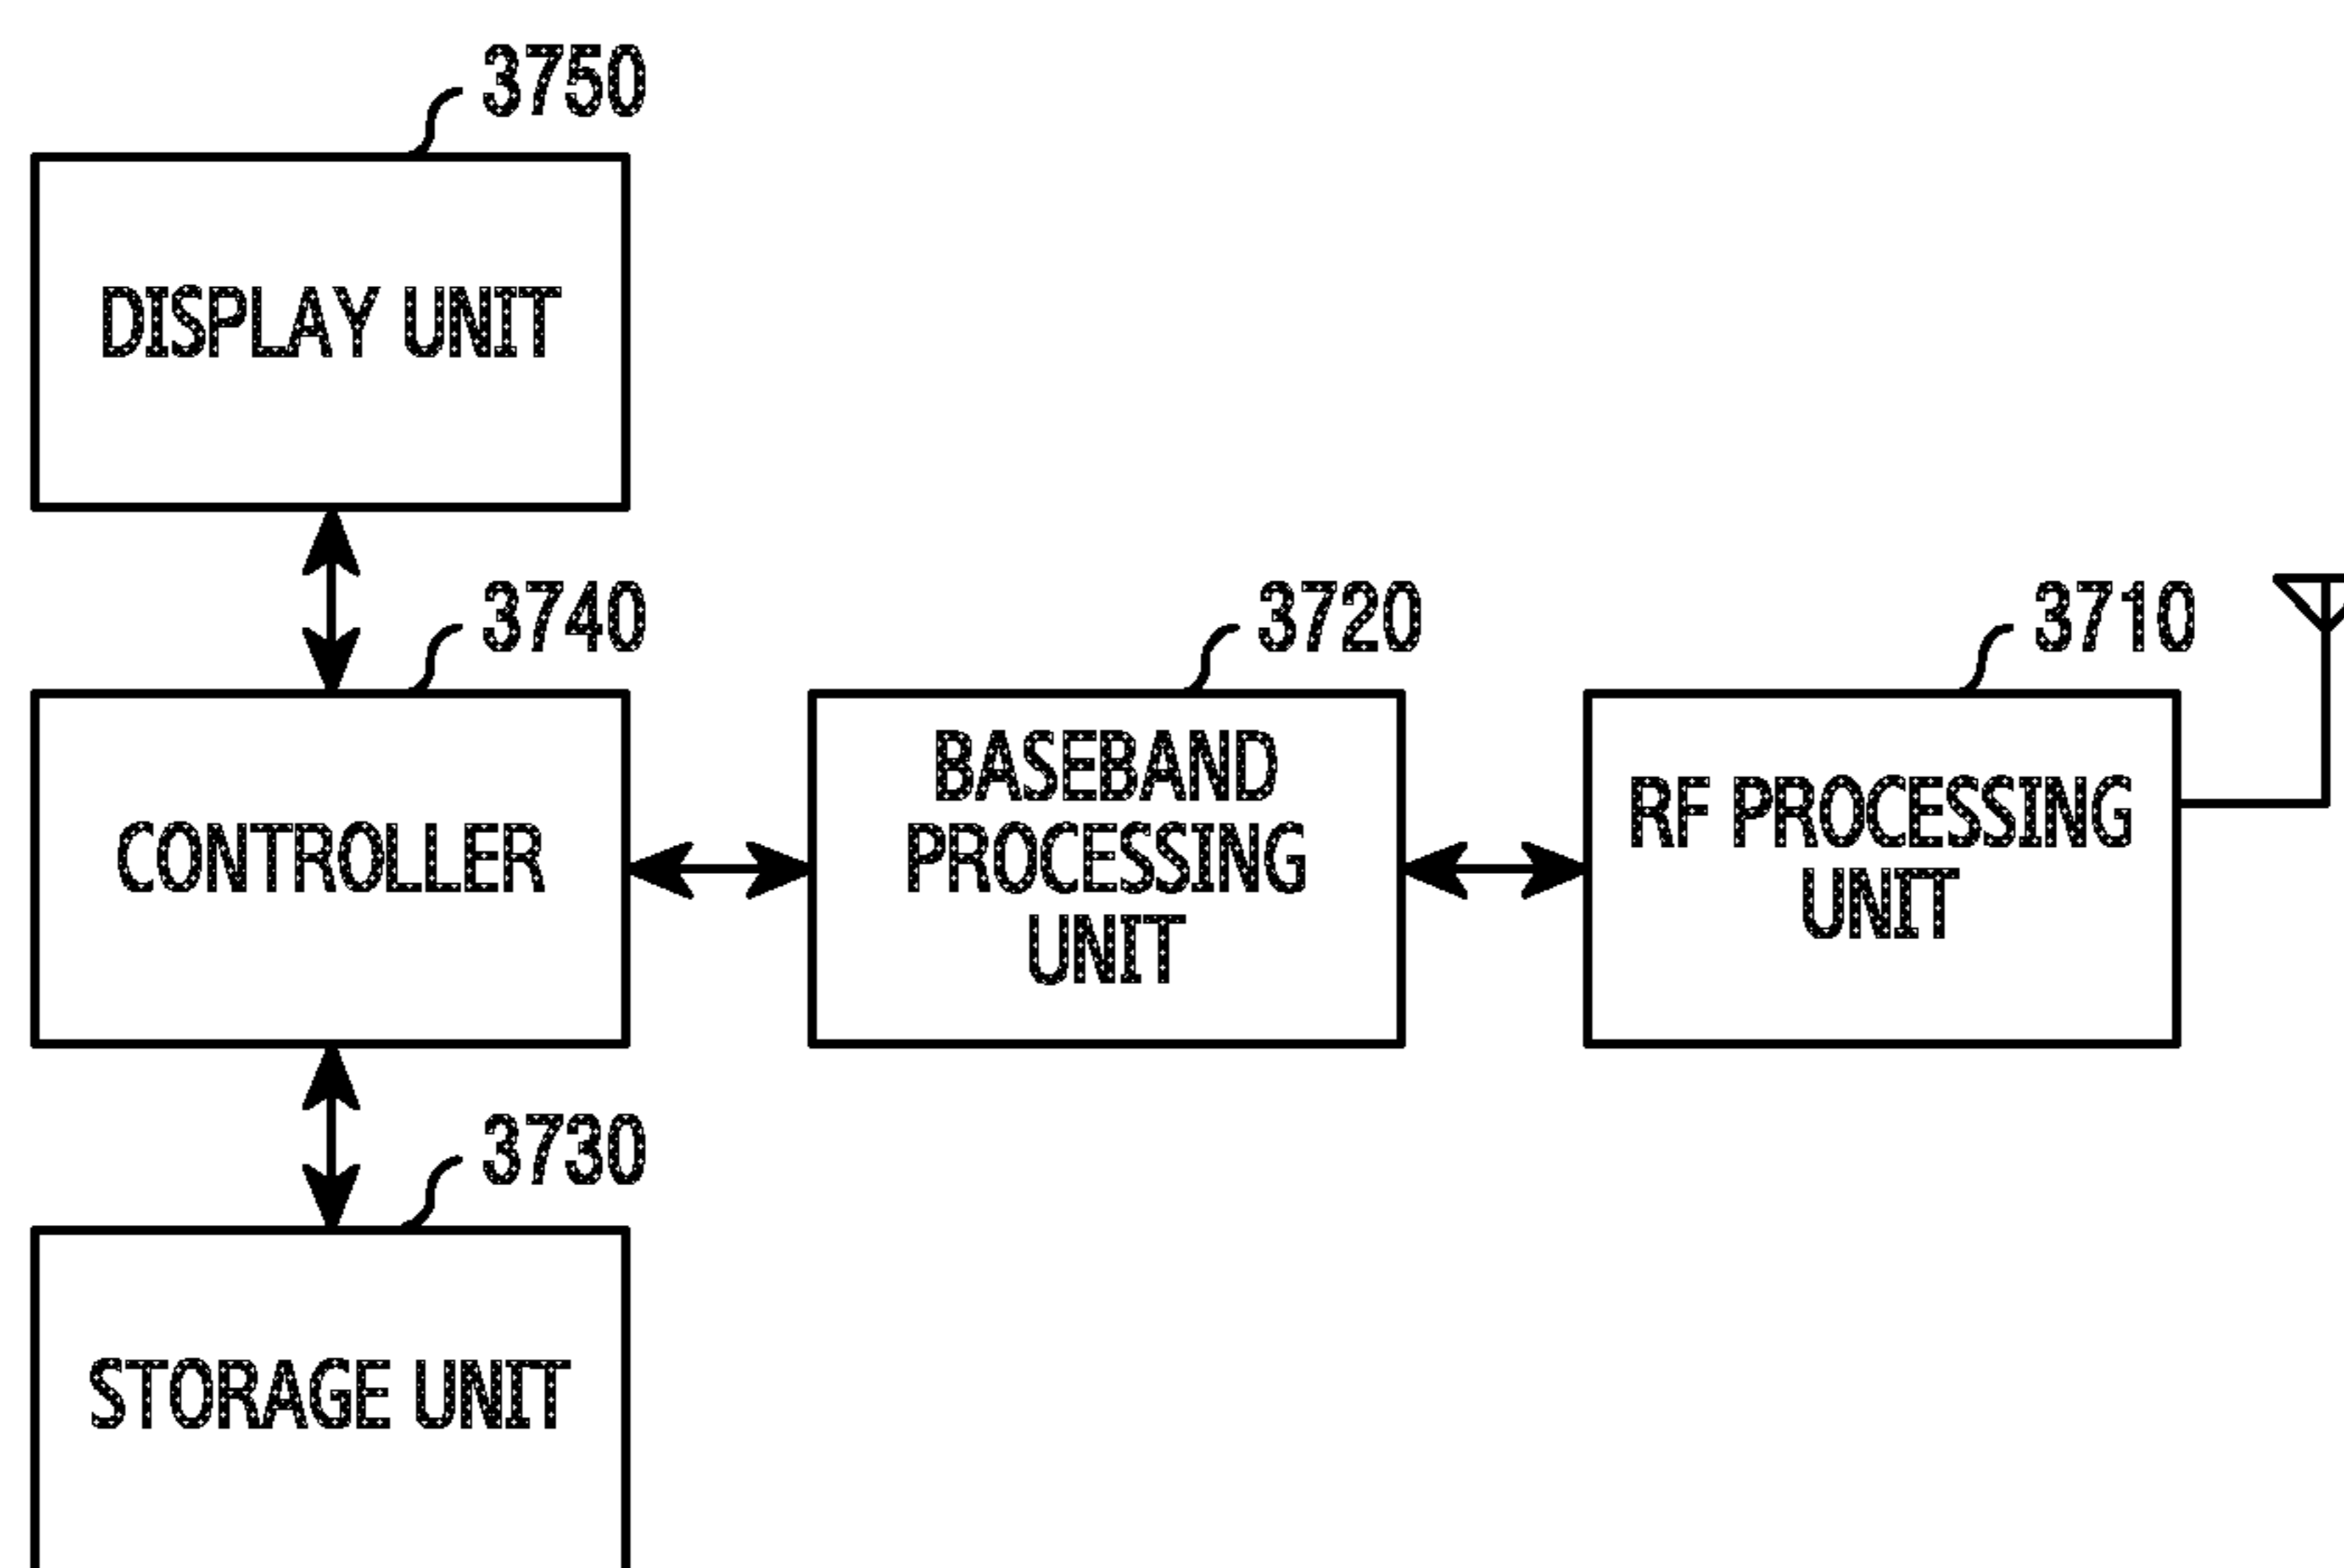 3750
DISPLAY UNIT
3740
CONTROLLER
3720
BASEBAND
PROCESSING
UNIT
3710
RF PROCESSING
UNIT
3730
STORAGE UNIT